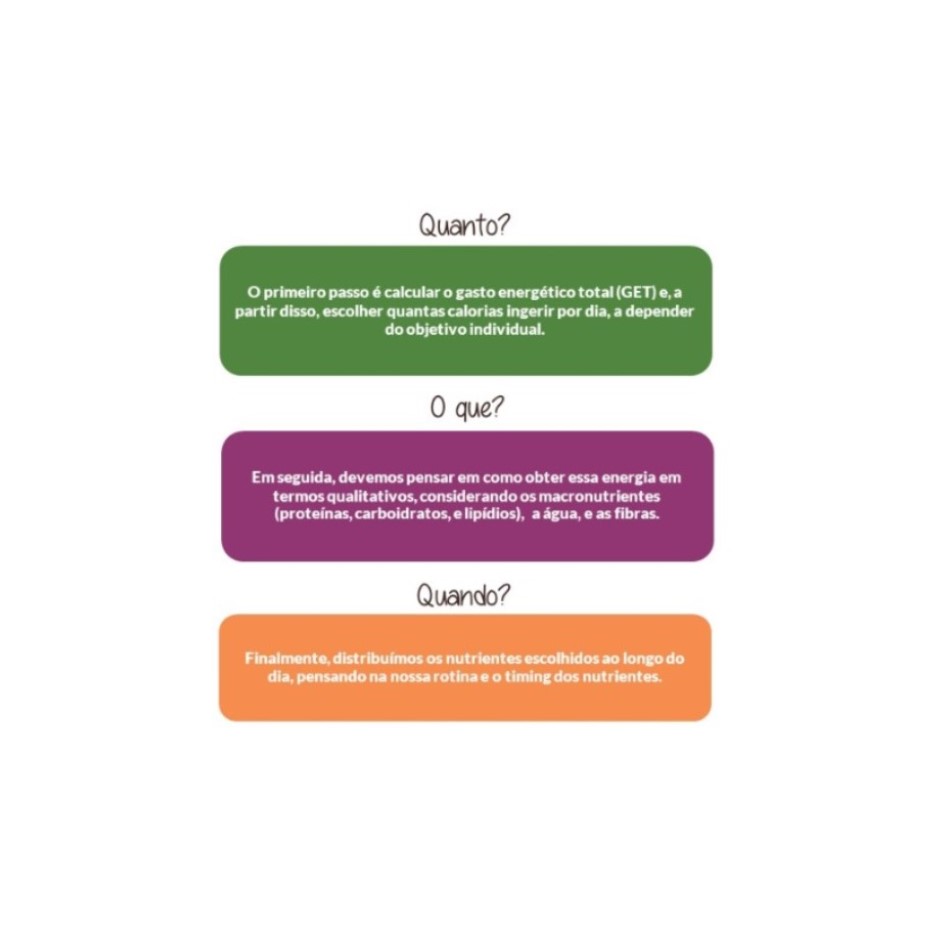 Quanto?
O primeiro passo é calcular o gasto energético total (GET) e, a
partir disso, escolher quantas calorias ingerir por dia, a depender
do objetivo individual.
O que?
Em seguida, devemos pensar em como obter essa energia em
termos qualitativos, considerando os macronutrientes
(proteínas, carboidratos, e lipídios), a água, e as fibras.
Quando?
Finalmente, distribuímos os nutrientes escolhidos ao longo do
dia, pensando na nossa rotina e o timing dos nutrientes.